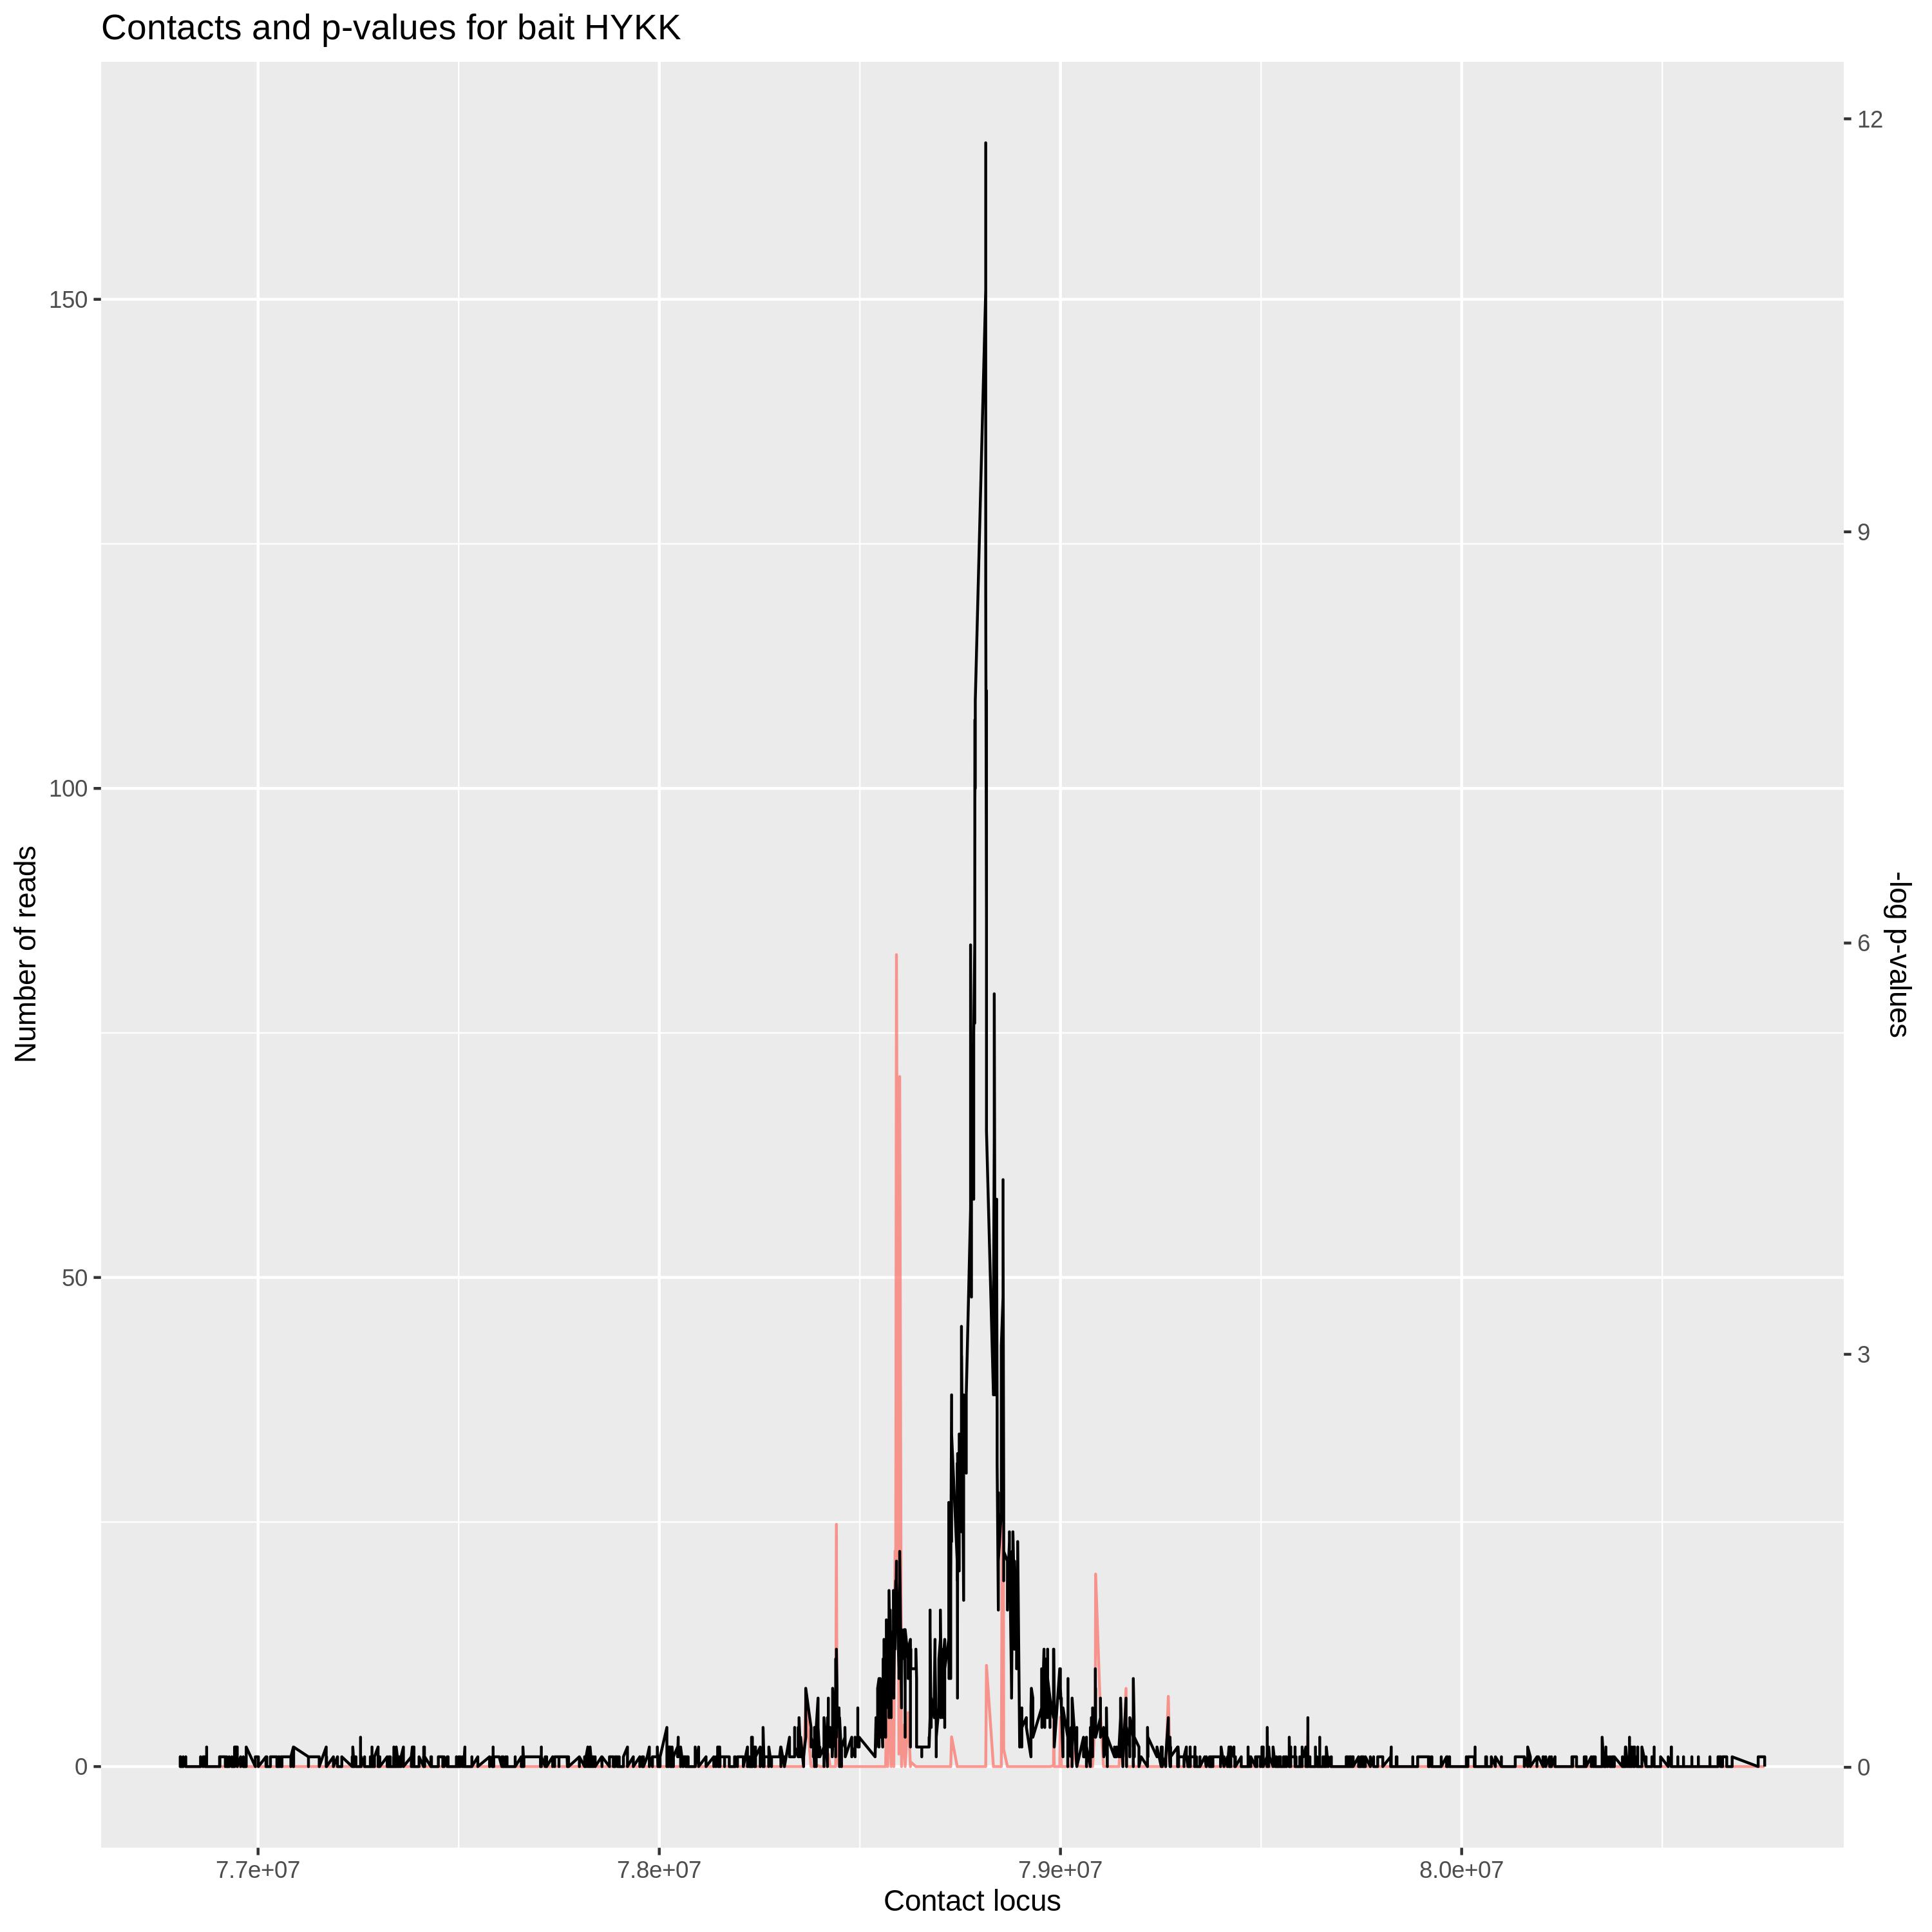 Contacts and p-values for bait HYKK
Number of reads
150
100
50
0
12
9
6
3
0
-log p-values
7.7e+07
7.8e+07
7.9e+07
8.0e+07
Contact locus